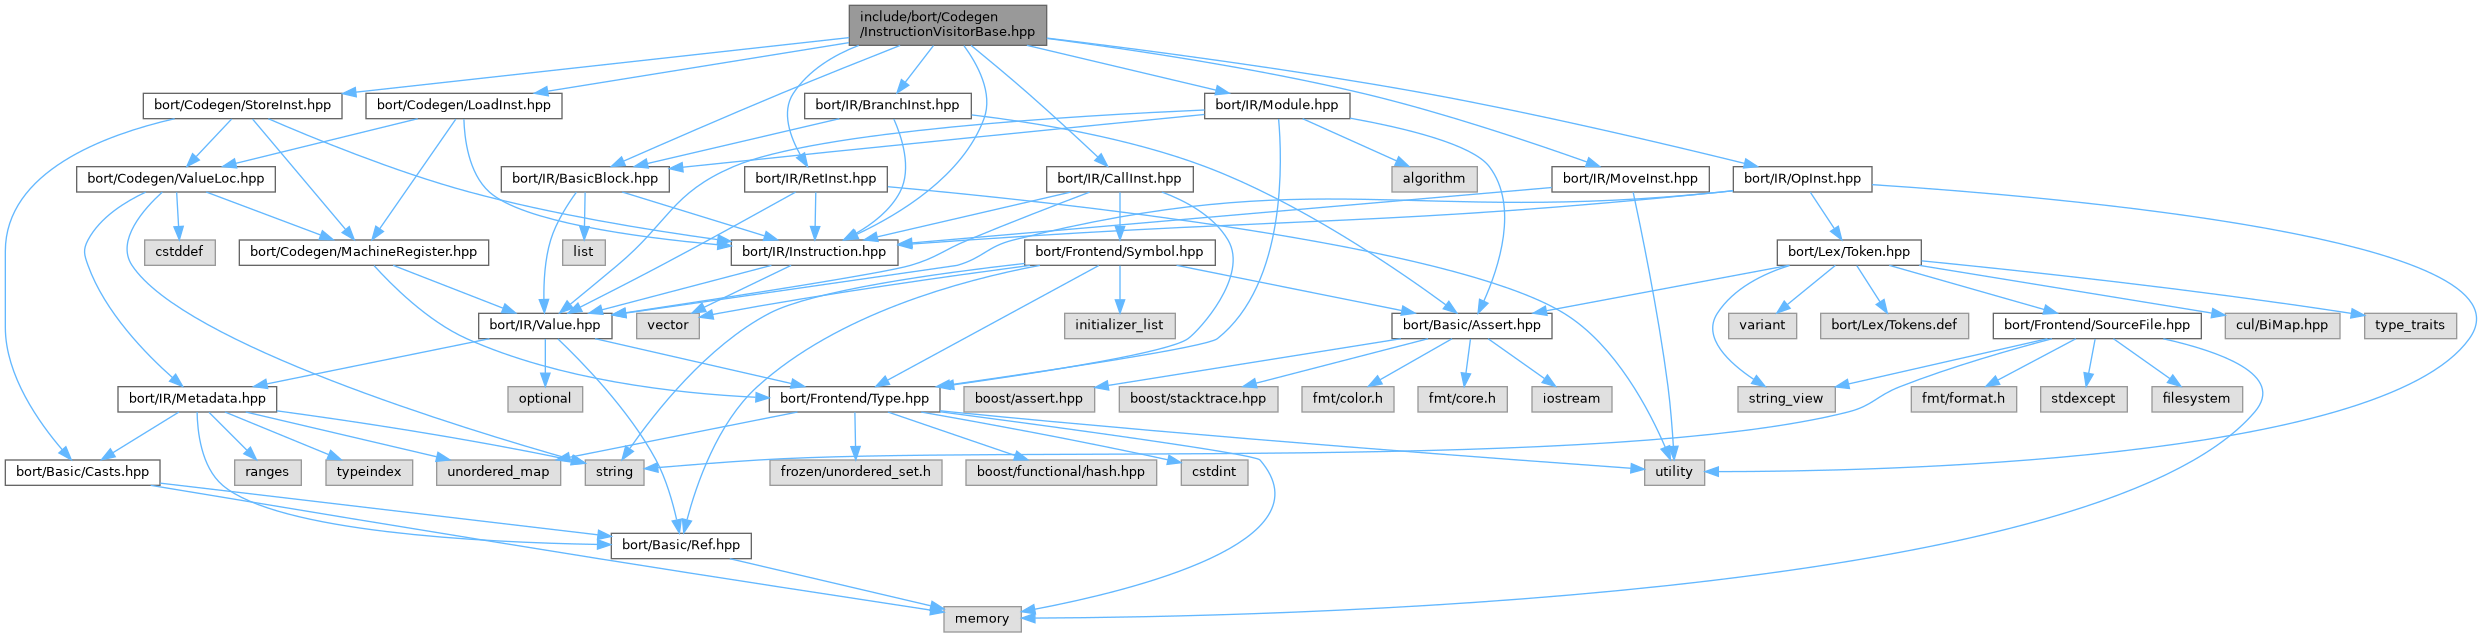 include/bort/Codegen
/InstructionVisitorBase.hpp
bort/Codegen/StoreInst.hpp
bort/Codegen/LoadInst.hpp
bort/IR/BranchInst.hpp
bort/IR/Module.hpp
bort/Codegen/ValueLoc.hpp
bort/IR/BasicBlock.hpp
bort/IR/RetInst.hpp
bort/IR/CallInst.hpp
algorithm
bort/IR/MoveInst.hpp
bort/IR/OpInst.hpp
cstddef
bort/Codegen/MachineRegister.hpp
list
bort/IR/Instruction.hpp
bort/Frontend/Symbol.hpp
bort/Lex/Token.hpp
bort/IR/Value.hpp
vector
initializer_list
bort/Basic/Assert.hpp
variant
bort/Lex/Tokens.def
bort/Frontend/SourceFile.hpp
cul/BiMap.hpp
type_traits
bort/IR/Metadata.hpp
optional
bort/Frontend/Type.hpp
boost/assert.hpp
boost/stacktrace.hpp
fmt/color.h
fmt/core.h
iostream
string_view
fmt/format.h
stdexcept
filesystem
bort/Basic/Casts.hpp
ranges
typeindex
unordered_map
string
frozen/unordered_set.h
boost/functional/hash.hpp
cstdint
utility
bort/Basic/Ref.hpp
memory